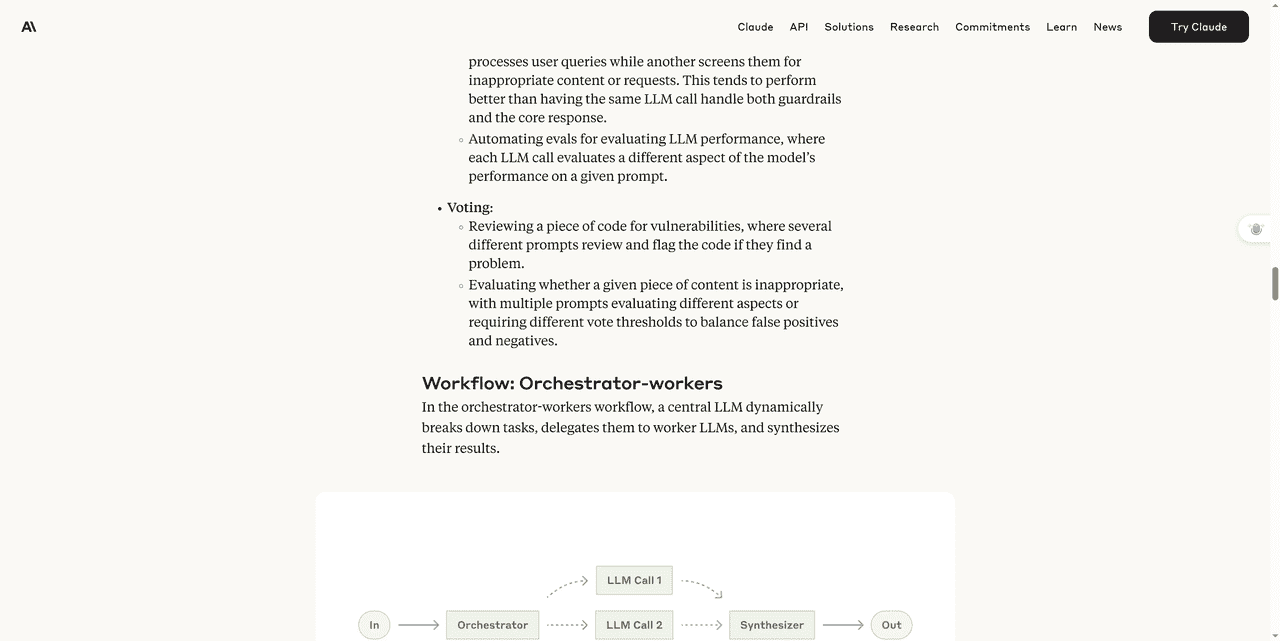 A\
Claude API Solutions Research Commitments Learn News Try Claude
processes user queries while another screens them for
inappropriate content or requests. This tends to perform
better than having the same LLM call handle both guardrails
and the core response.
◦ Automating evals for evaluating LLM performance, where
each LLM call evaluates a different aspect of the model’s
performance on a given prompt.
• Voting:
◦ Reviewing a piece of code for vulnerabilities, where several
different prompts review and flag the code if they find a
problem.
◦ Evaluating whether a given piece of content is inappropriate,
with multiple prompts evaluating different aspects or
requiring different vote thresholds to balance false positives
and negatives.
Workflow: Orchestrator-workers
In the orchestrator-workers workflow, a central LLM dynamically
breaks down tasks, delegates them to worker LLMs, and synthesizes
their results.
LLM Call 1
In Orchestrator LLM Call 2 Synthesizer Out